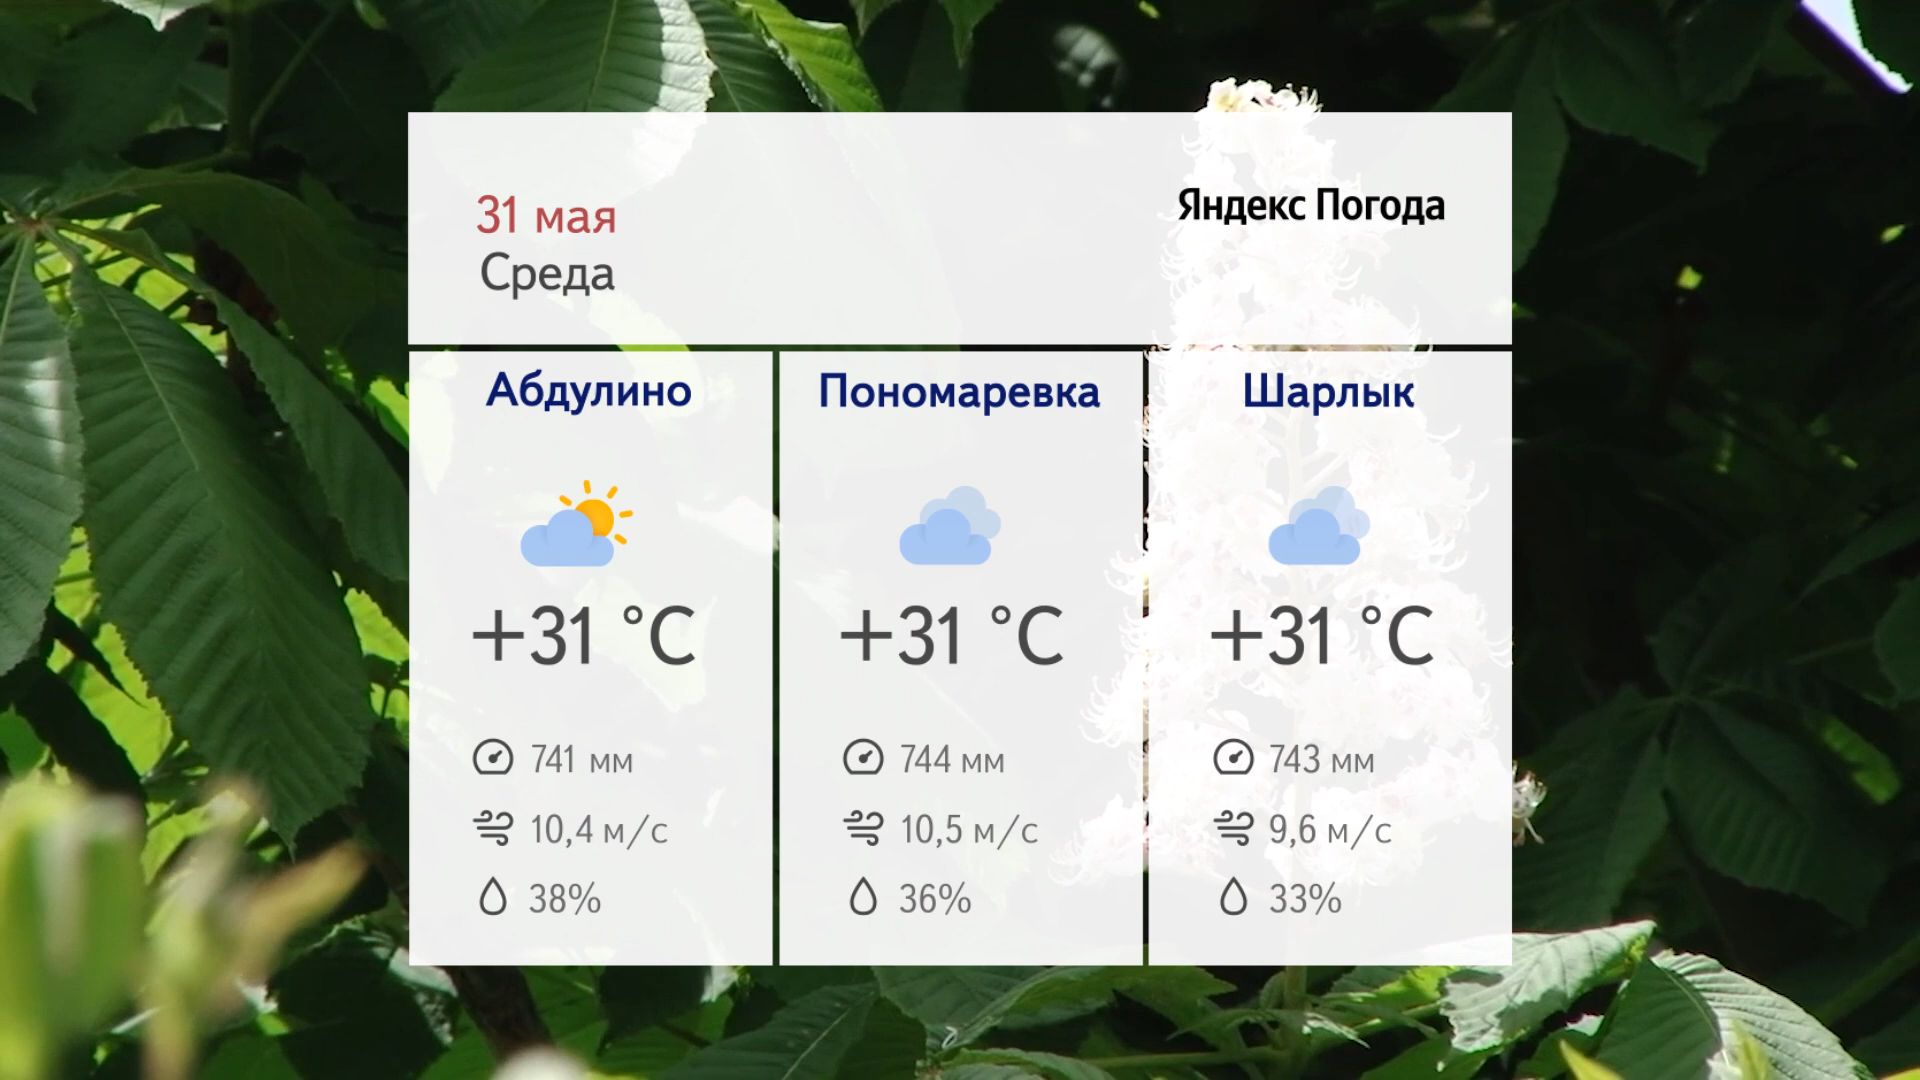 31 мая
Среда
Яндекс Погода
Абдулино
+31 °C
741 мм
10,4 м/с
38%
Пономаревка
+31 °C
744 мм
10,5 м/с
36%
Шарлык
+31 °C
743 мм
9,6 м/с
33%